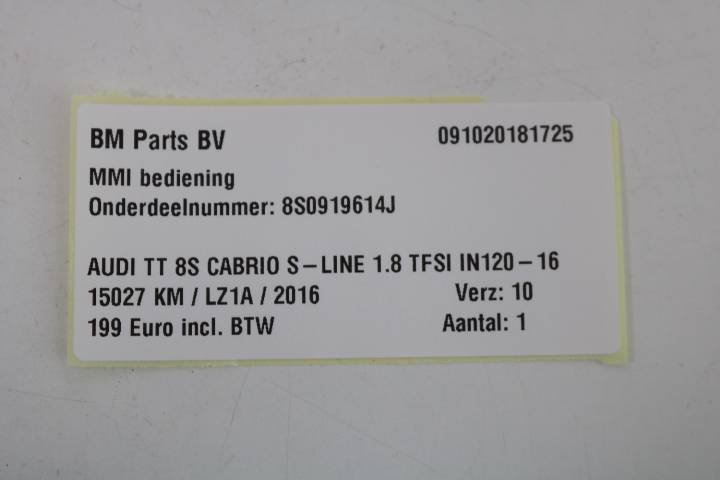 BM Parts BV 091020181725
MMI bediening
Onderdeelnummer: 8S0919614J
AUDI TT 8S CABRIO S-LINE 1.8 TFSI IN120-16
15027 KM / LZ1A / 2016 Verz: 10
199 Euro incl. BTW Aantal: 1